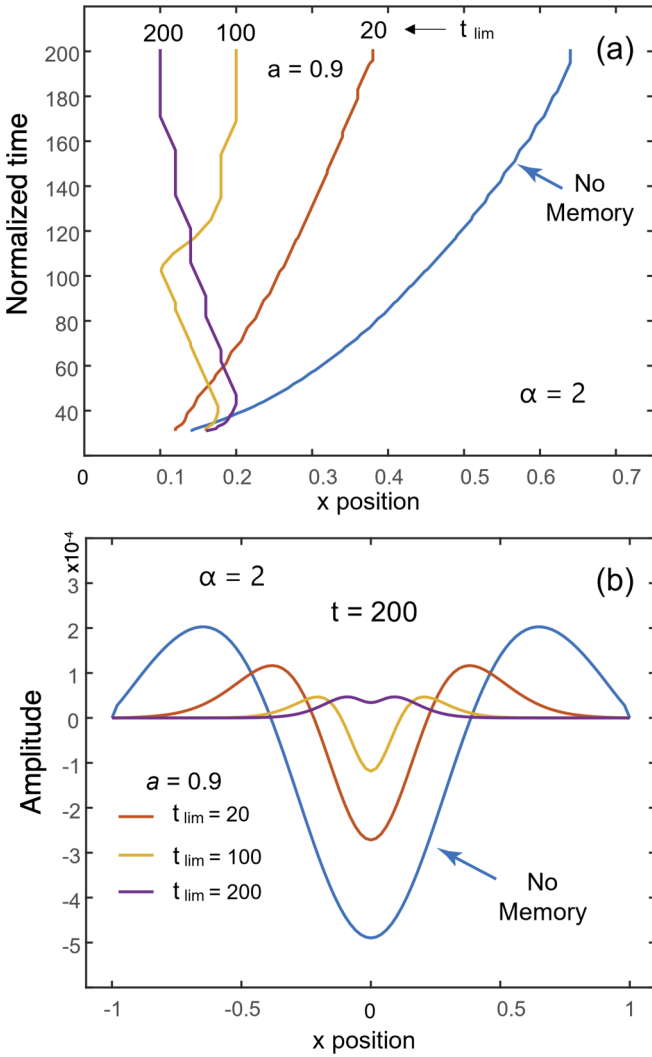 200 100 20 ← t lim
(a)
a = 0.9
200
180
160
140
120
100
80
60
40
Normalized time
No
Memory
α = 2
0 0.1 0.2 0.3 0.4 0.5 0.6 0.7
x position
x10-4
α = 2
(b)
t = 200
4
3
2
1
0
-1
-2
-3
-4
-5
Amplitude
a = 0.9
t lim = 20
t lim = 100
t lim = 200
No
Memory
-1 -0.5 0 0.5 1
x position